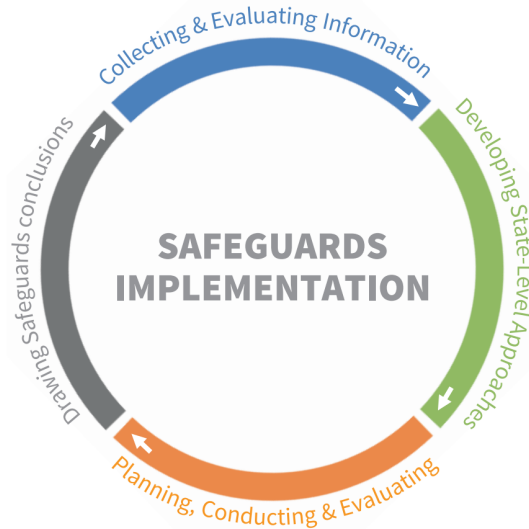 Collecting & Evaluating Information
Developing State-Level Approaches
Planning, Conducting & Evaluating
Drawing Safeguards conclusions
SAFEGUARDS
IMPLEMENTATION